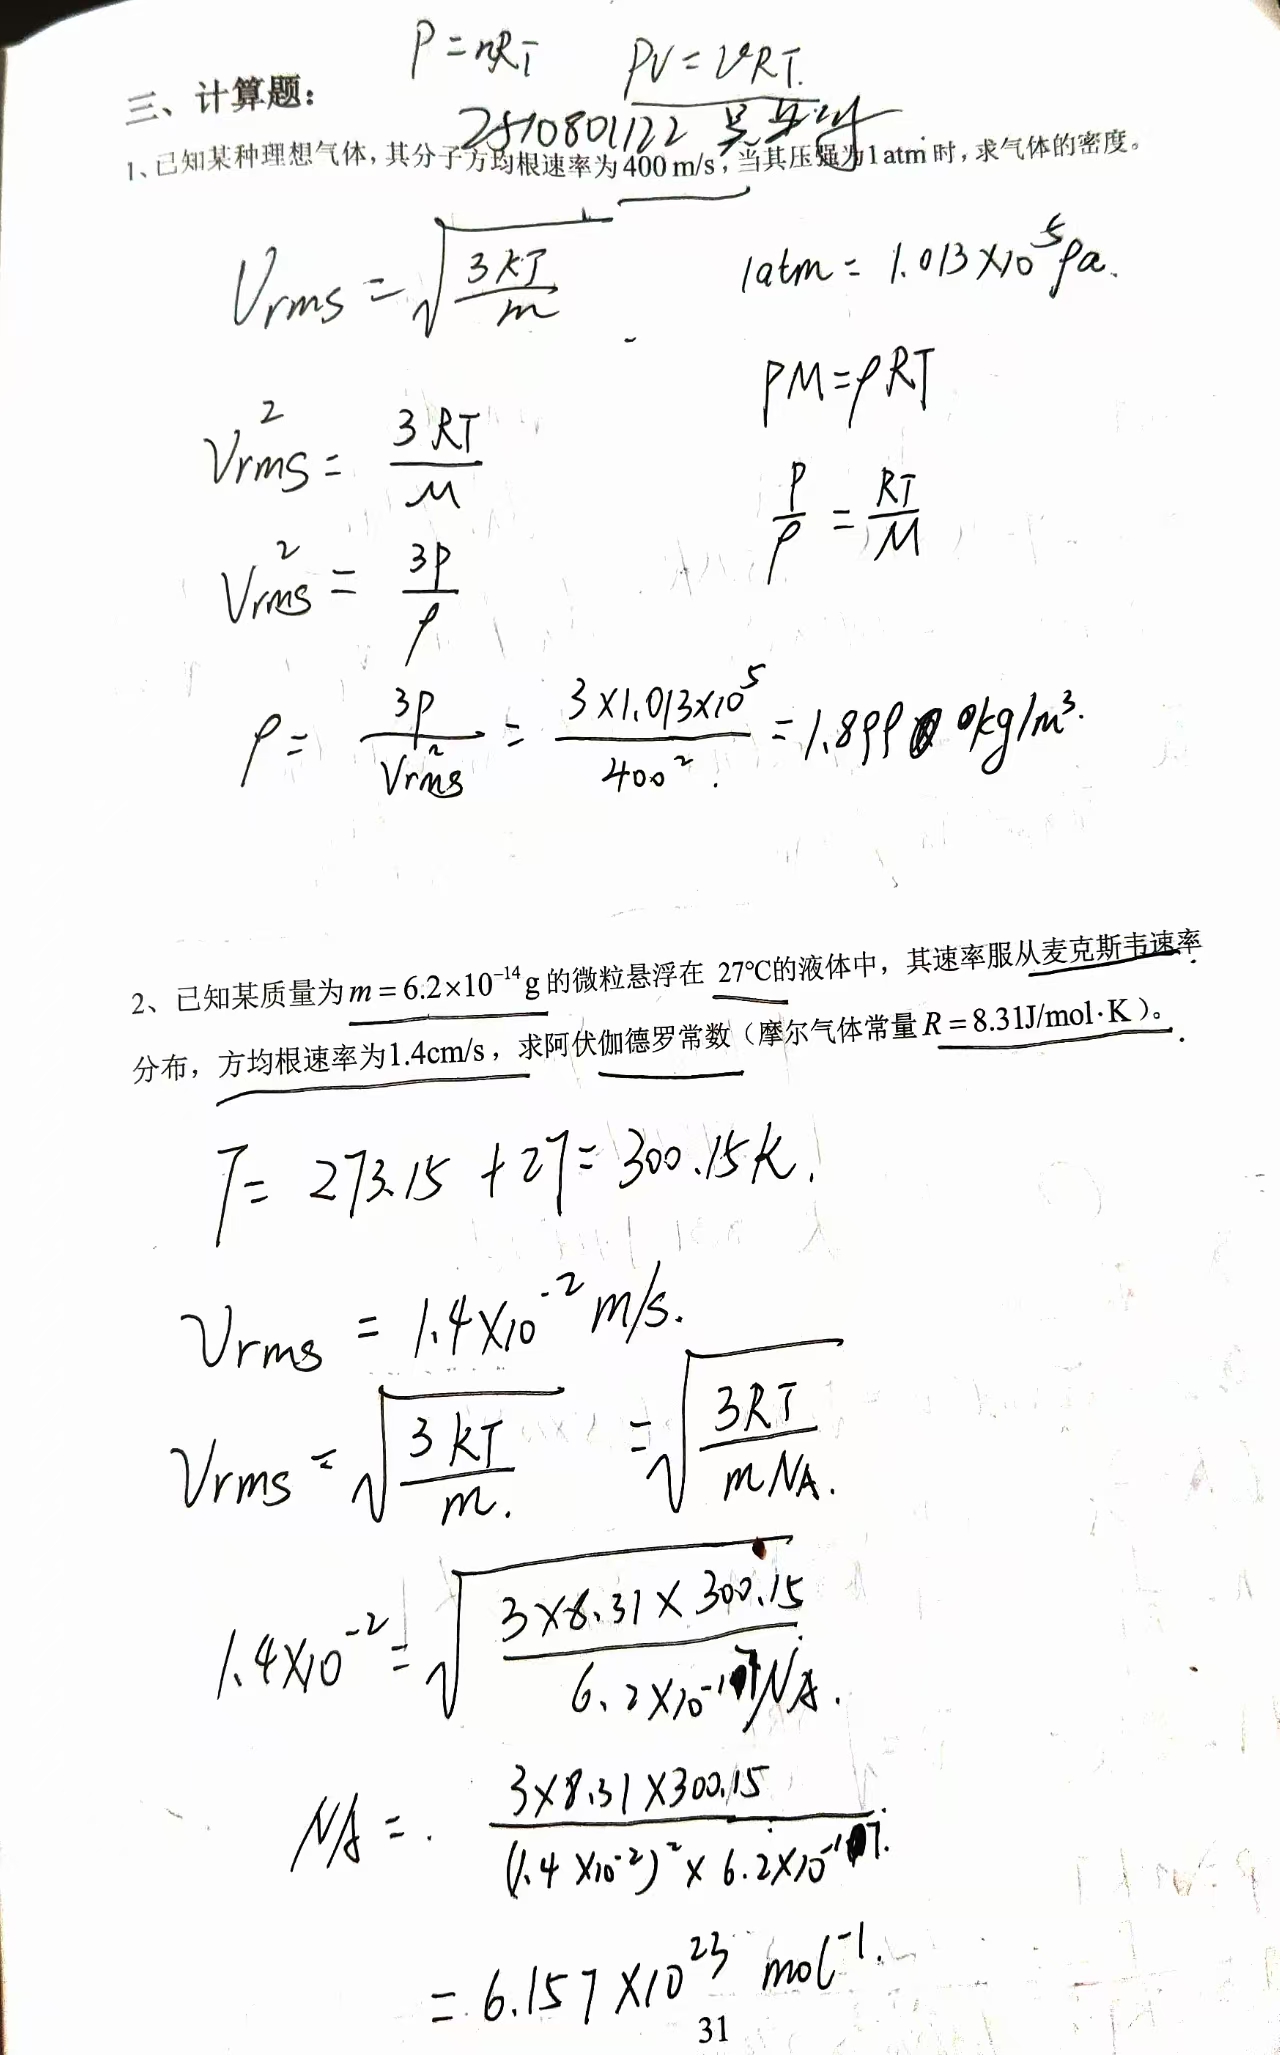 P=nRT PV=νRT.
三、计算题：
2510801122 吴
1、已知某种理想气体，其分子方均根速率为400 m/s，当其压强为1atm时，求气体的密度。
Vrms = √(3kT/m) 1atm = 1.013×10⁵Pa.
PM=ρRT
Vrms² = 3RT/M
P/ρ = RT/M
Vrms² = 3P/ρ
ρ = 3P/Vrms² = 3×1.013×10⁵/400². = 1.899 kg/m³.
2、已知某质量为m = 6.2×10⁻¹⁴g的微粒悬浮在 27℃的液体中，其速率服从麦克斯韦速率
分布，方均根速率为1.4cm/s，求阿伏伽德罗常数（摩尔气体常量R = 8.31J/mol·K）。
T= 273.15 +27= 300.15K.
Vrms = 1.4×10⁻² m/s.
Vrms = √(3kT/m.) = √(3RT/mNA.)
1.4×10⁻² = √(3×8.31×300.15/6.2×10⁻¹⁷NA.)
NA = 3×8.31×300.15/(1.4×10⁻²)²×6.2×10⁻¹⁷.
= 6.157×10²³ mol⁻¹.
31